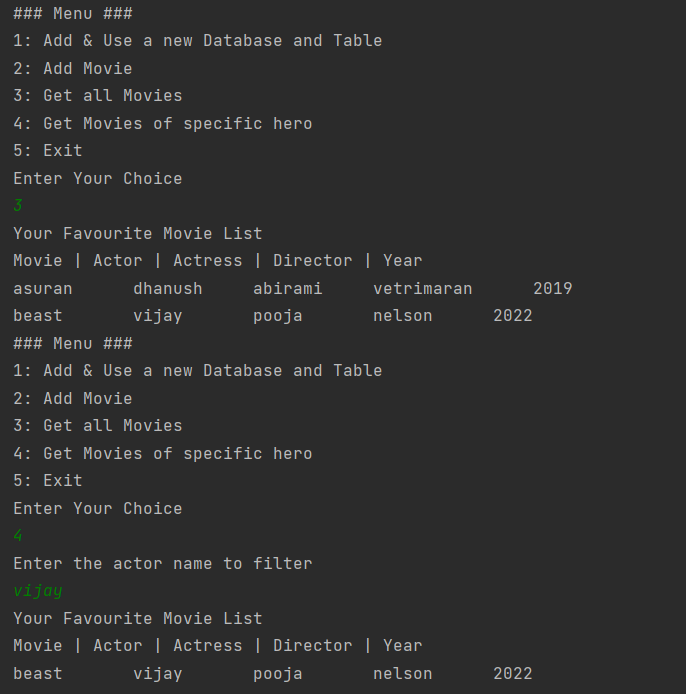 ### Menu ###
1: Add & Use a new Database and Table
2: Add Movie
3: Get all Movies
4: Get Movies of specific hero
5: Exit
Enter Your Choice
3
Your Favourite Movie List
Movie | Actor | Actress | Director | Year
asuran      dhanush     abirami     vetrimaran      2019
beast       vijay       pooja       nelson      2022
### Menu ###
1: Add & Use a new Database and Table
2: Add Movie
3: Get all Movies
4: Get Movies of specific hero
5: Exit
Enter Your Choice
4
Enter the actor name to filter
vijay
Your Favourite Movie List
Movie | Actor | Actress | Director | Year
beast       vijay       pooja       nelson      2022